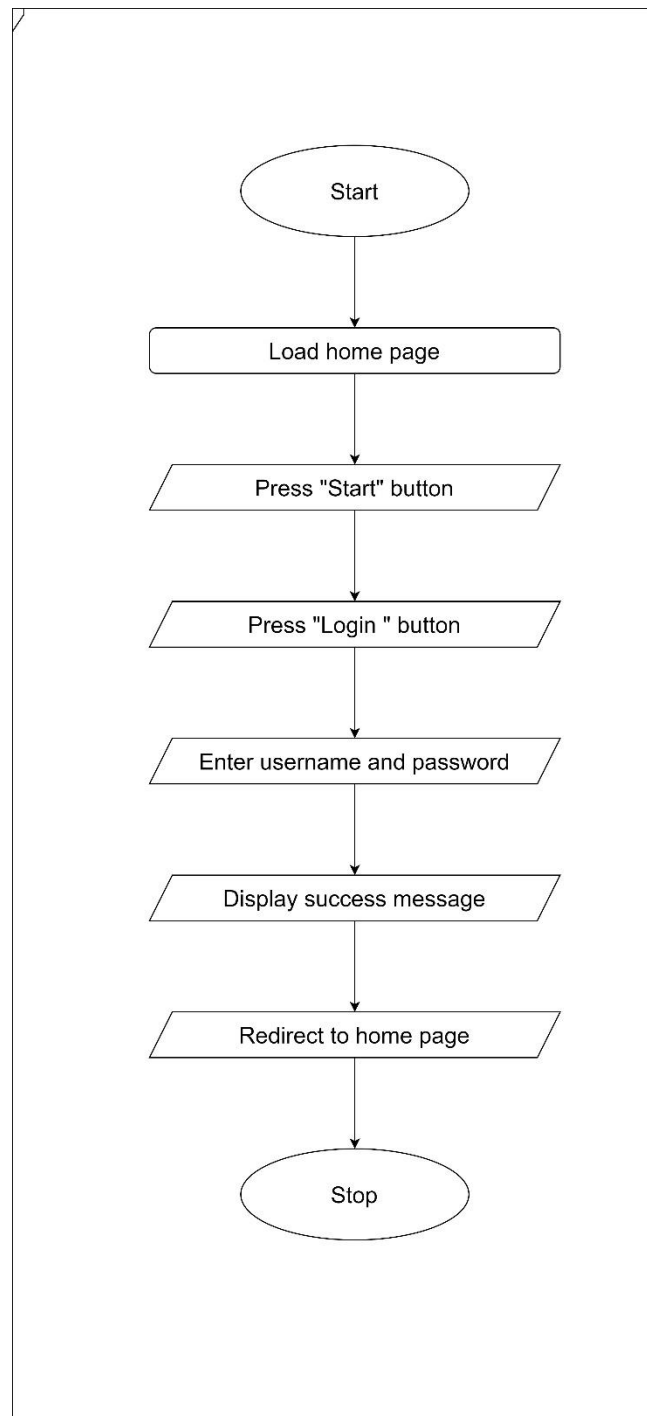 Start
Load home page
Press "Start" button
Press "Login " button
Enter username and password
Display success message
Redirect to home page
Stop